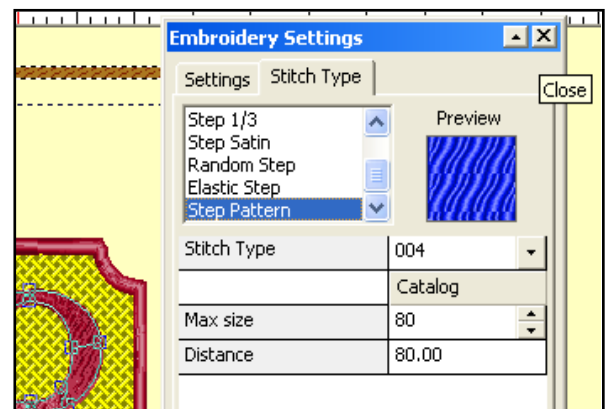 Embroidery Settings
Settings Stitch Type
Close
Step 1/3
Step Satin
Random Step
Elastic Step
Step Pattern
Preview
Stitch Type 004
Catalog
Max size 80
Distance 80.00